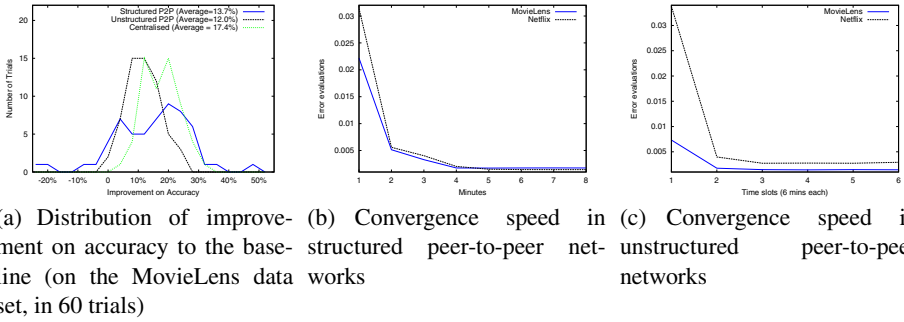 Structured P2P (Average=13.7%)
Unstructured P2P (Average=12.0%)
Centralised (Average = 17.4%)
Number of Trials
20
15
10
5
0
-20% -10% 10% 20% 30% 40% 50%
Improvement on Accuracy
MovieLens
Netflix
Error evaluations
0.03
0.025
0.02
0.015
0.01
0.005
1 2 3 4 5 6 7 8
Minutes
MovieLens
Netflix
Error evaluations
0.03
0.025
0.02
0.015
0.01
0.005
1 2 3 4 5 6
Time slots (6 mins each)
(a) Distribution of improve-
ment on accuracy to the base-
line (on the MovieLens data
set, in 60 trials)
(b) Convergence speed in
structured peer-to-peer net-
works
(c) Convergence speed i
unstructured peer-to-pee
networks